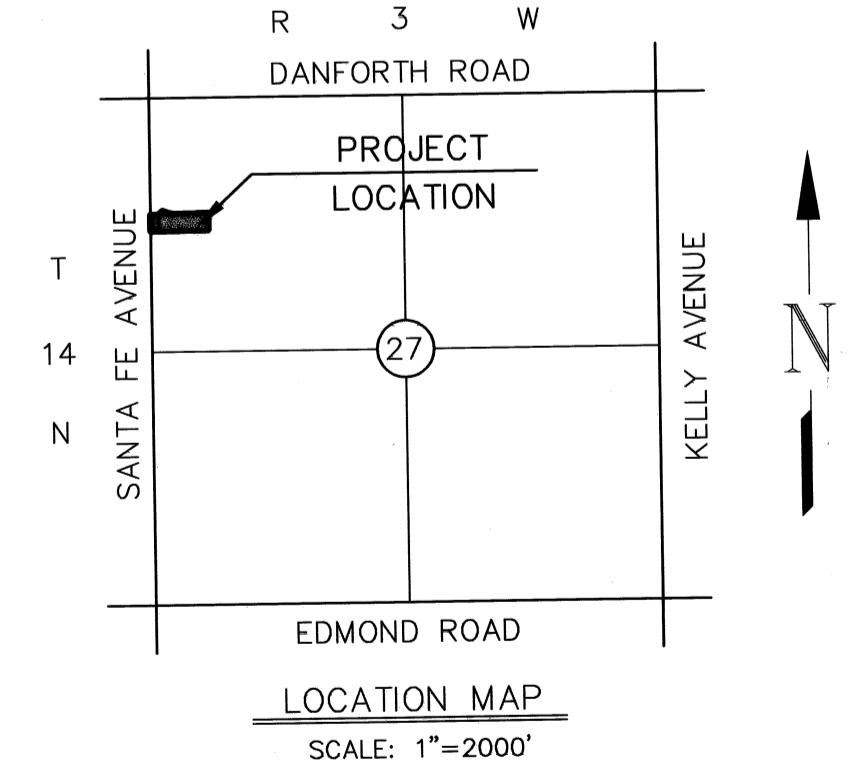 R 3 W
DANFORTH ROAD
PROJECT
LOCATION
SANTA FE AVENUE
T
14
N
27
KELLY AVENUE
N
EDMOND ROAD
LOCATION MAP
SCALE: 1"=2000'